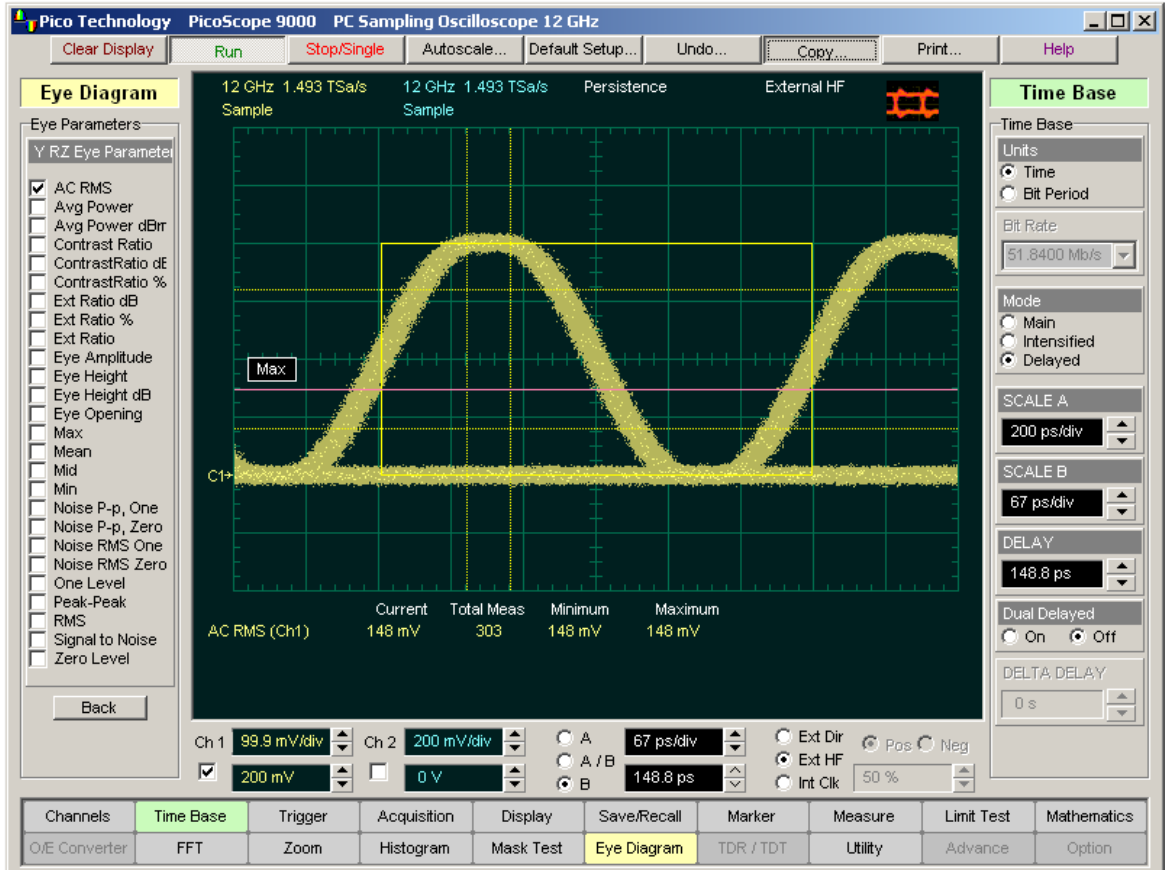 Pico Technology PicoScope 9000 PC Sampling Oscilloscope 12 GHz
Clear Display Run Stop/Single Autoscale... Default Setup... Undo... Copy... Print... Help
Eye Diagram
Eye Parameters
Y RZ Eye Parameter
AC RMS
Avg Power
Avg Power dBm
Contrast Ratio
ContrastRatio dE
ContrastRatio %
Ext Ratio dB
Ext Ratio %
Ext Ratio
Eye Amplitude
Eye Height
Eye Height dB
Eye Opening
Max
Mean
Mid
Min
Noise P-p, One
Noise P-p, Zero
Noise RMS One
Noise RMS Zero
One Level
Peak-Peak
RMS
Signal to Noise
Zero Level
Back
12 GHz 1.493 TSa/s 12 GHz 1.493 TSa/s Persistence External HF
Sample Sample
Max
C1
Current Total Meas Minimum Maximum
AC RMS (Ch1) 148 mV 303 148 mV 148 mV
Time Base
Time Base
Units
Time
Bit Period
Bit Rate
51.8400 Mb/s
Mode
Main
Intensified
Delayed
SCALE A
200 ps/div
SCALE B
67 ps/div
DELAY
148.8 ps
Dual Delayed
On Off
DELTA DELAY
0 s
Ch 1 99.9 mV/div Ch 2 200 mV/div A 67 ps/div Ext Dir Pos Neg
A / B Ext HF
200 mV 0 V B 148.8 ps Int Clk 50 %
Channels Time Base Trigger Acquisition Display Save/Recall Marker Measure Limit Test Mathematics
O/E Converter FFT Zoom Histogram Mask Test Eye Diagram TDR / TDT Utility Advance Option